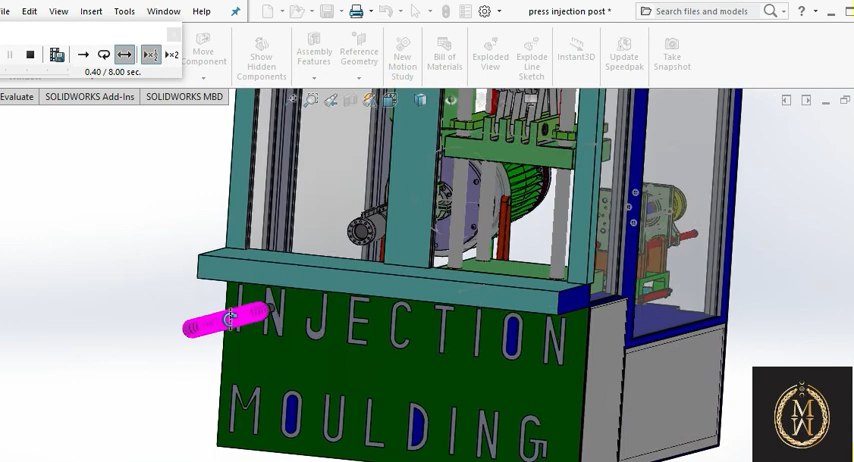 File Edit View Insert Tools Window Help press injection post * Search files and models
0.40 / 8.00 sec.
Move Component Show Hidden Components Assembly Features Reference Geometry New Motion Study Bill of Materials Exploded View Explode Line Sketch Instant3D Update Speedpak Take Snapshot
Evaluate SOLIDWORKS Add-Ins SOLIDWORKS MBD
INJECTION
MOULDING
M
M